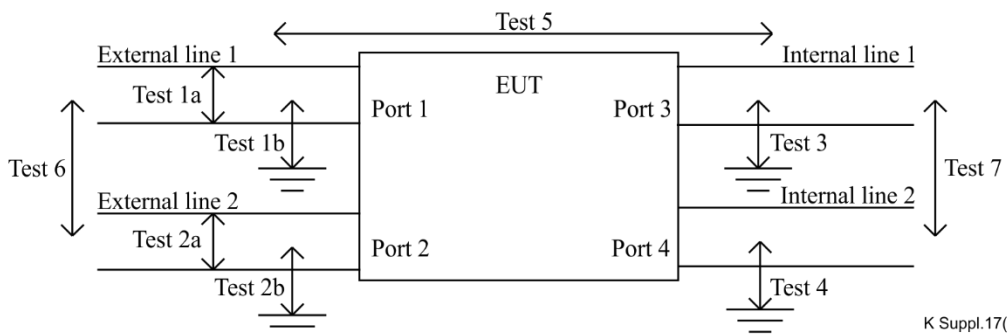 Test 5
External line 1
Internal line 1
EUT
Test 1a
Port 1
Port 3
Test 1b
Test 3
Test 6
Test 7
External line 2
Internal line 2
Test 2a
Port 2
Port 4
Test 2b
Test 4
K Suppl.17(